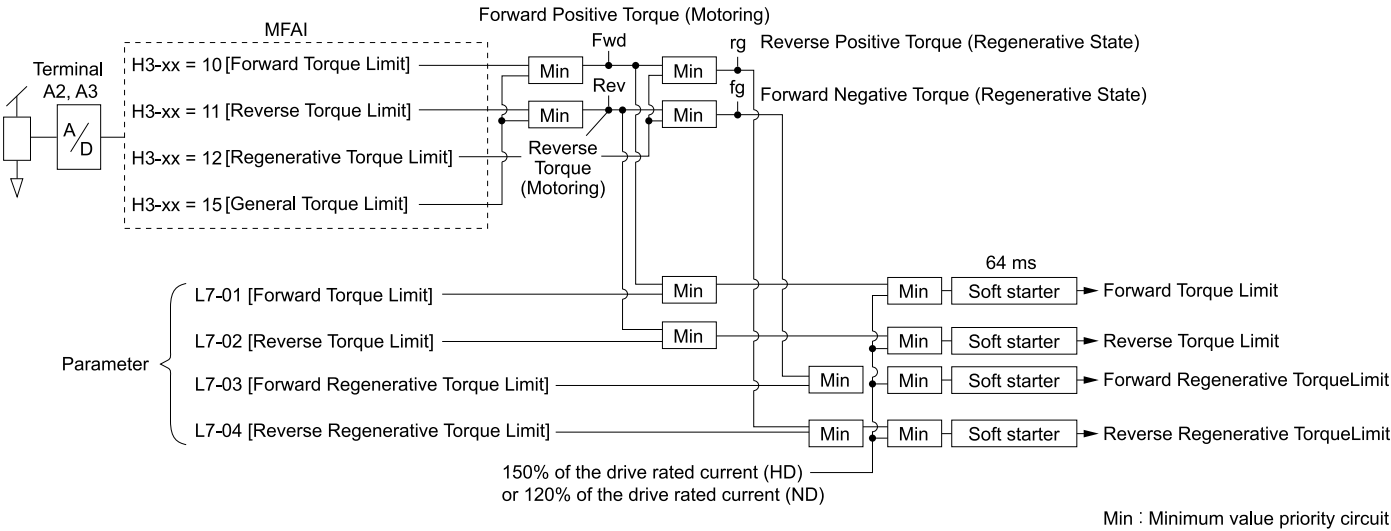 Forward Positive Torque (Motoring)
MFAI
Fwd
rg
Reverse Positive Torque (Regenerative State)
Terminal
A2, A3
H3-xx = 10 [Forward Torque Limit]
Min
Min
Rev
fg
Forward Negative Torque (Regenerative State)
A/D
H3-xx = 11 [Reverse Torque Limit]
Min
Min
H3-xx = 12 [Regenerative Torque Limit]
Reverse
Torque
(Motoring)
H3-xx = 15 [General Torque Limit]
64 ms
L7-01 [Forward Torque Limit]
Min
Min
Soft starter
Forward Torque Limit
L7-02 [Reverse Torque Limit]
Min
Min
Soft starter
Reverse Torque Limit
Parameter
L7-03 [Forward Regenerative Torque Limit]
Min
Min
Soft starter
Forward Regenerative TorqueLimit
L7-04 [Reverse Regenerative Torque Limit]
Min
Min
Soft starter
Reverse Regenerative TorqueLimit
150% of the drive rated current (HD)
or 120% of the drive rated current (ND)
Min : Minimum value priority circuit